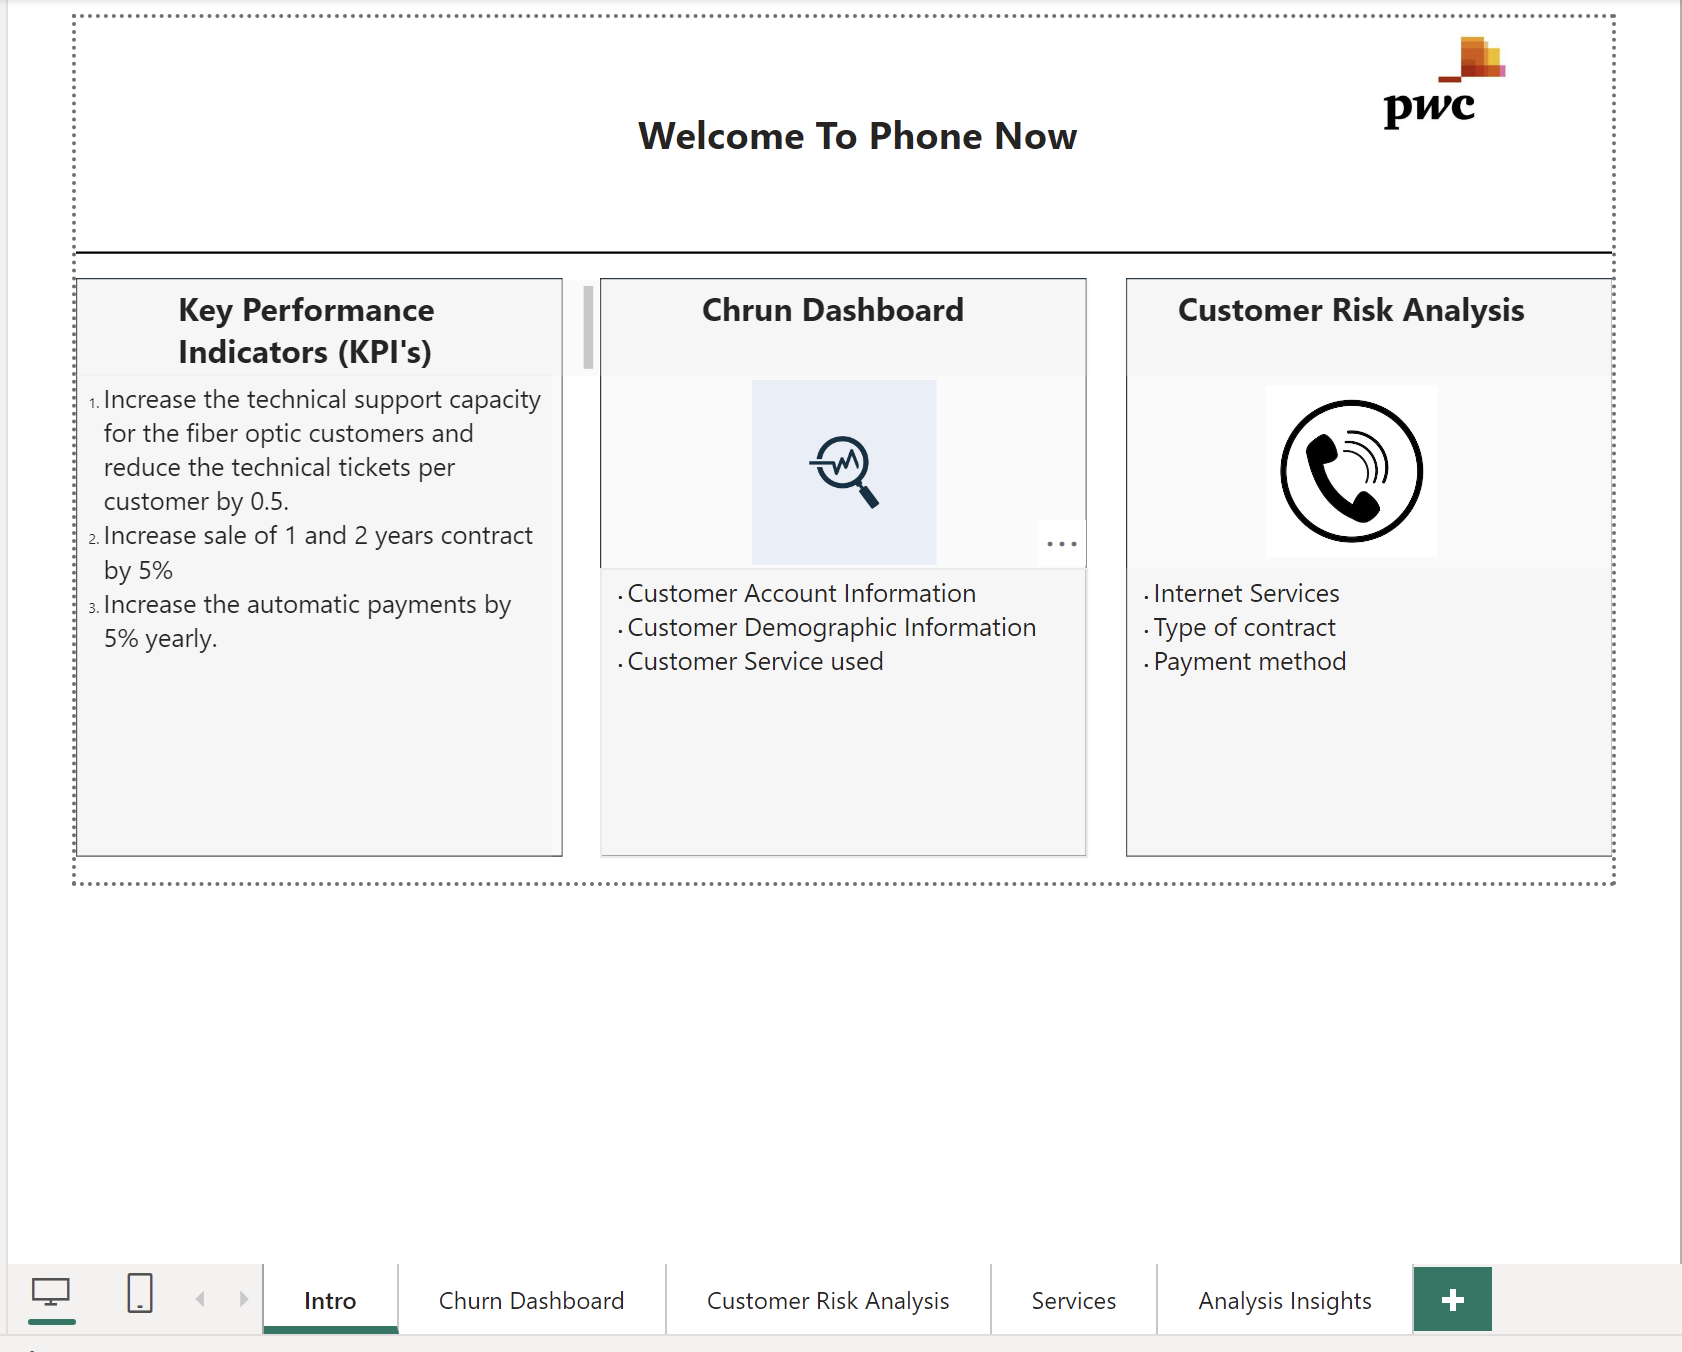 pwc
Welcome To Phone Now
Key Performance
Indicators (KPI's)
1. Increase the technical support capacity
for the fiber optic customers and
reduce the technical tickets per
customer by 0.5.
2. Increase sale of 1 and 2 years contract
by 5%
3. Increase the automatic payments by
5% yearly.
Chrun Dashboard
· Customer Account Information
· Customer Demographic Information
· Customer Service used
Customer Risk Analysis
· Internet Services
· Type of contract
· Payment method
Intro
Churn Dashboard
Customer Risk Analysis
Services
Analysis Insights